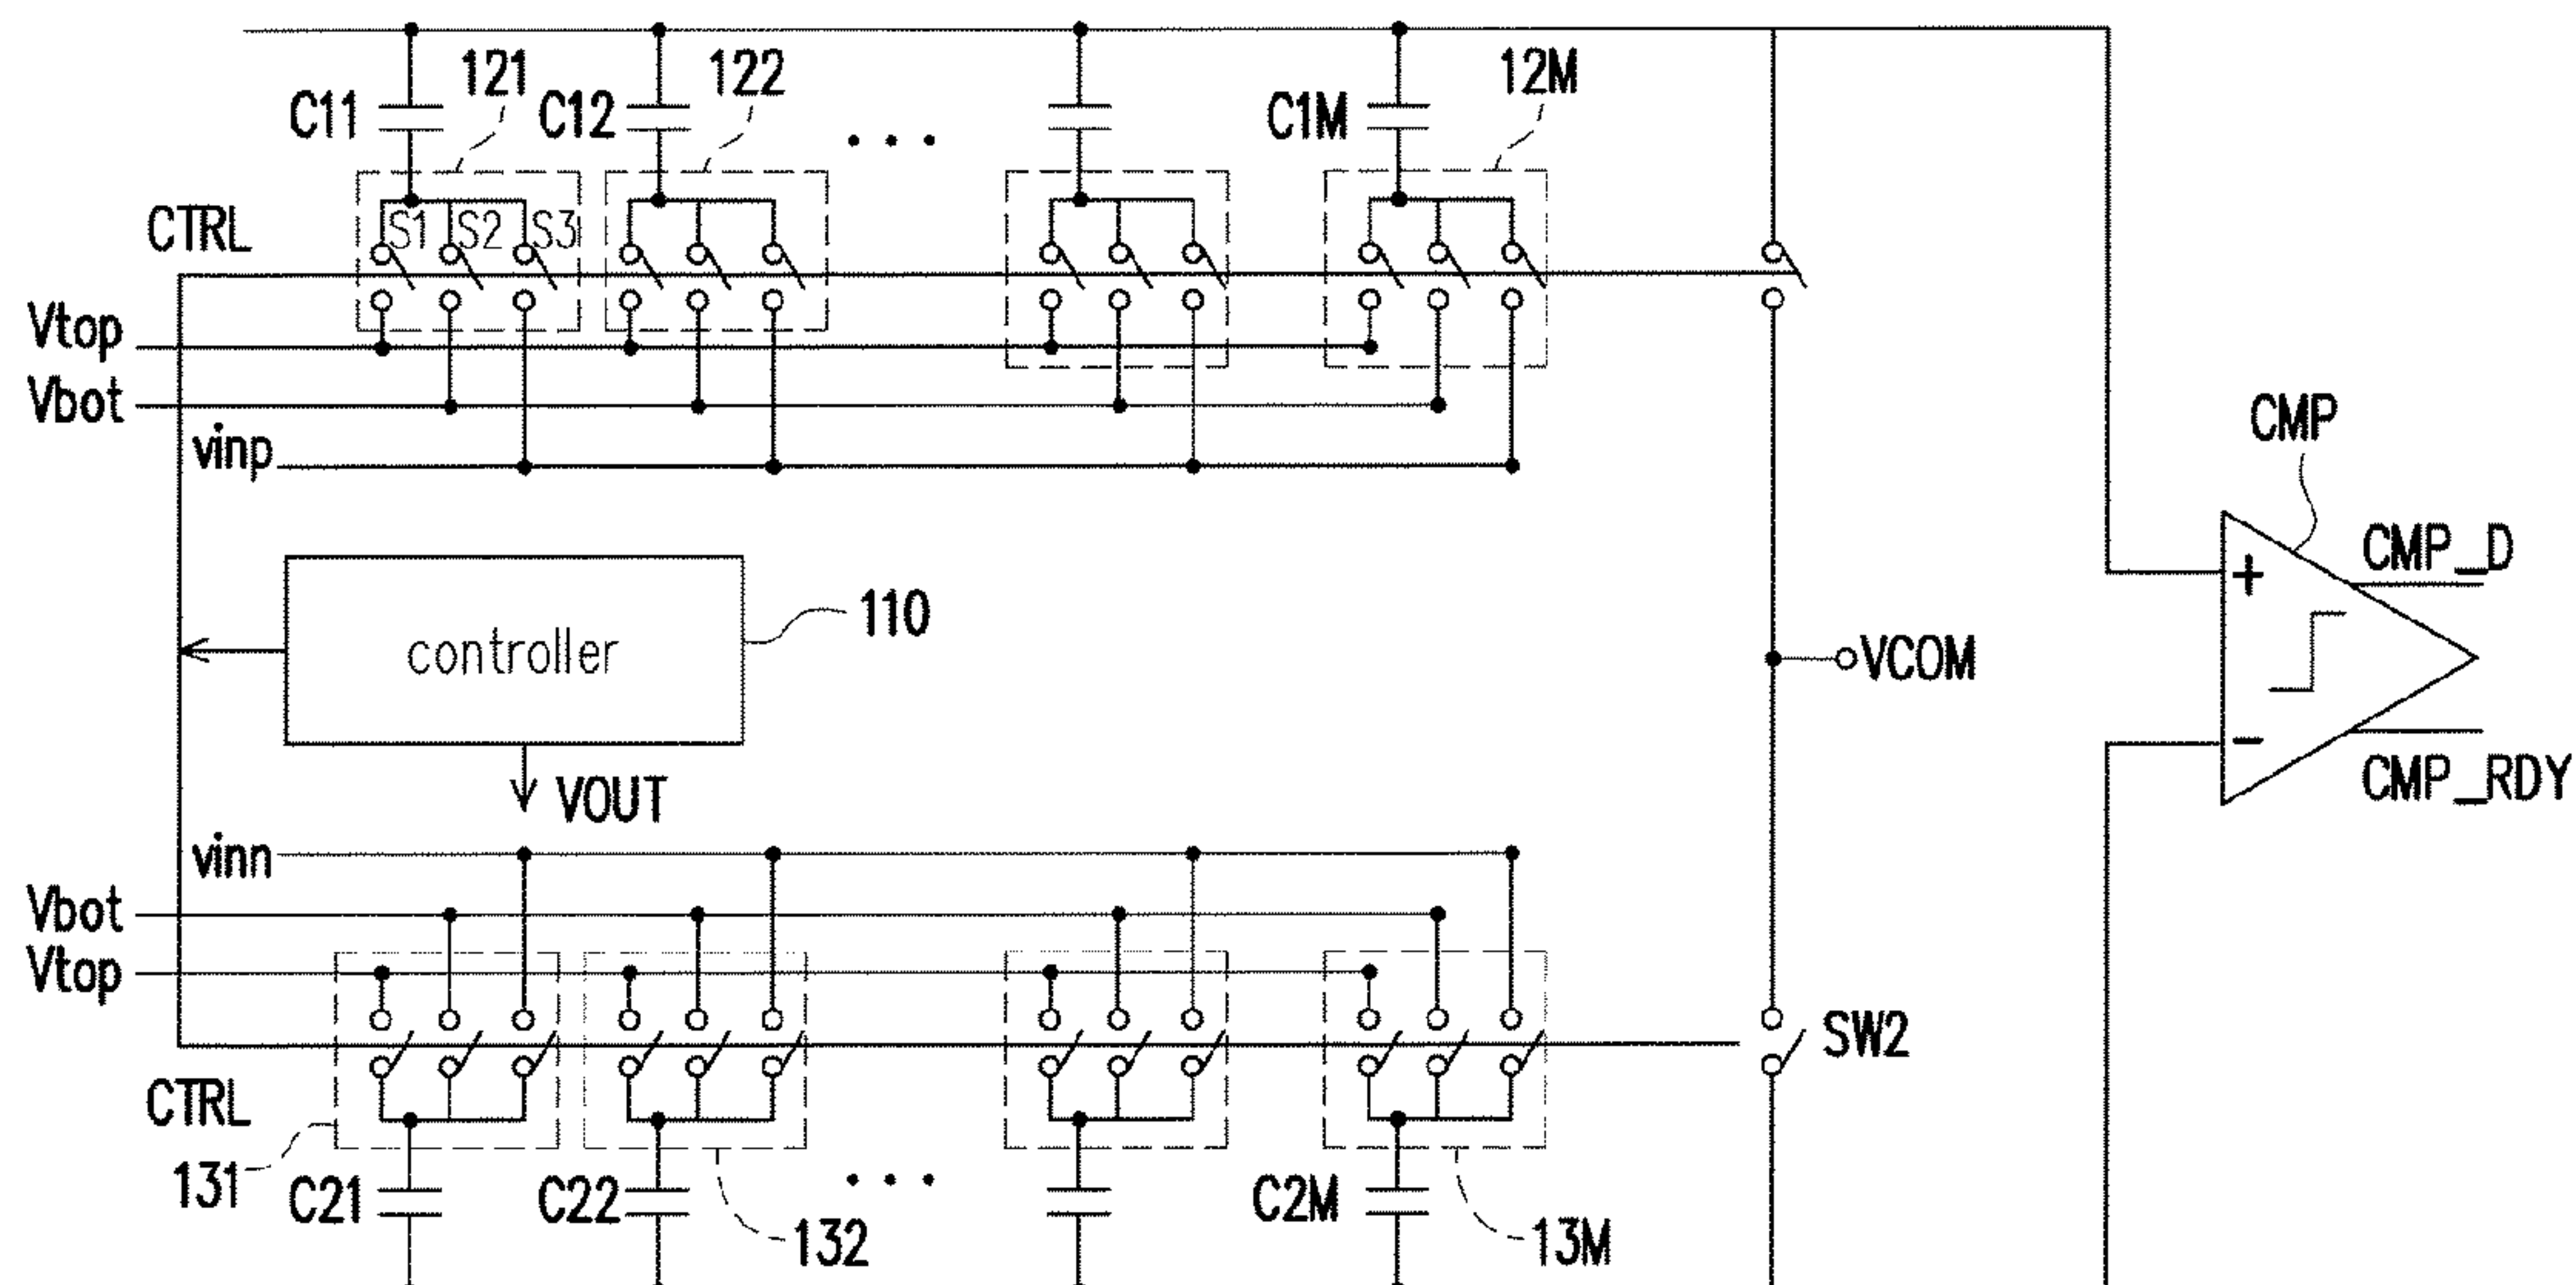 121
122
12M
C11
C12
C1M
CTRL
S1 S2 S3
Vtop
Vbot
vinp
CMP
CMP_D
+
110
controller
VCOM
-
CMP_RDY
VOUT
vinn
Vbot
Vtop
SW2
CTRL
131
C21
C22
C2M
132
13M